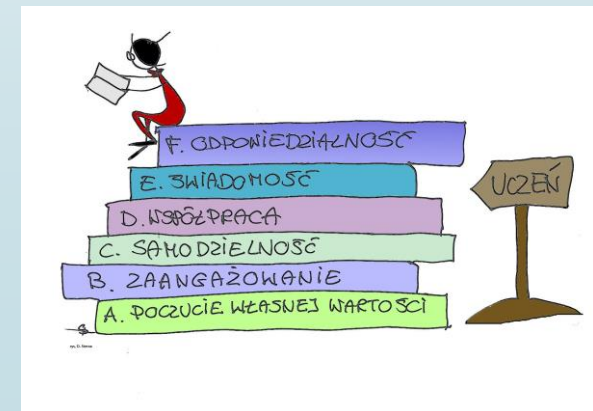 F. ODPOWIEDZIALNOŚĆ
E. ŚWIADOMOŚĆ
D. WSPÓŁPRACA
C. SAMODZIELNOŚĆ
B. ZAANGAŻOWANIE
A. POCZUCIE WŁASNEJ WARTOŚCI
UCZEŃ